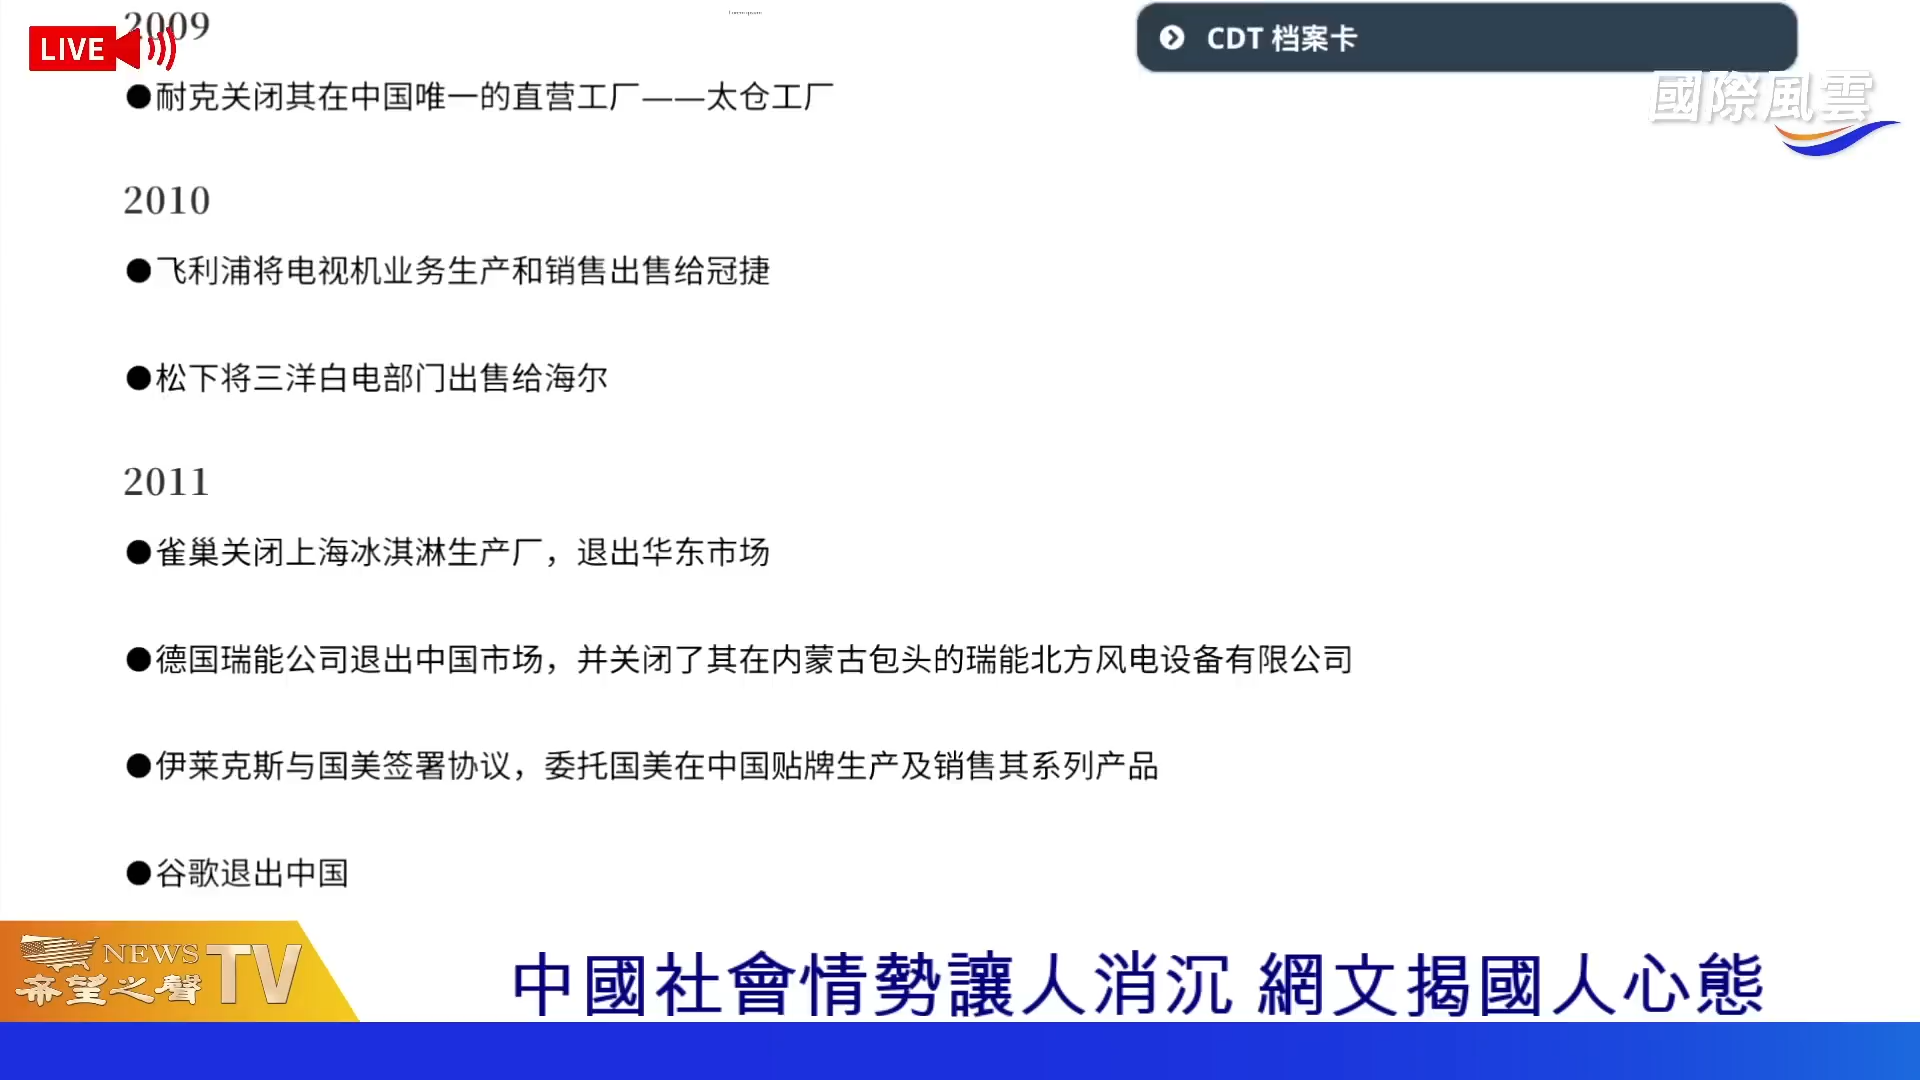 2009
LIVE
CDT 档案卡
國際風雲
●耐克关闭其在中国唯一的直营工厂——太仓工厂
2010
●飞利浦将电视机业务生产和销售出售给冠捷
●松下将三洋白电部门出售给海尔
2011
●雀巢关闭上海冰淇淋生产厂，退出华东市场
●德国瑞能公司退出中国市场，并关闭了其在内蒙古包头的瑞能北方风电设备有限公司
●伊莱克斯与国美签署协议，委托国美在中国贴牌生产及销售其系列产品
●谷歌退出中国
NEWS
希望之聲 TV
中國社會情勢讓人消沉 網文揭國人心態